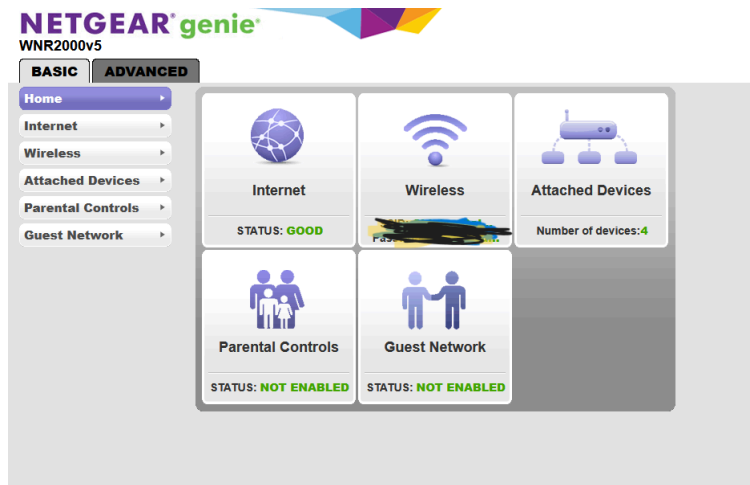 NETGEAR® genie®
WNR2000v5
BASIC ADVANCED
Home
Internet
Wireless
Attached Devices
Parental Controls
Guest Network
Internet
STATUS: GOOD
Wireless
Attached Devices
Number of devices:4
Parental Controls
STATUS: NOT ENABLED
Guest Network
STATUS: NOT ENABLED